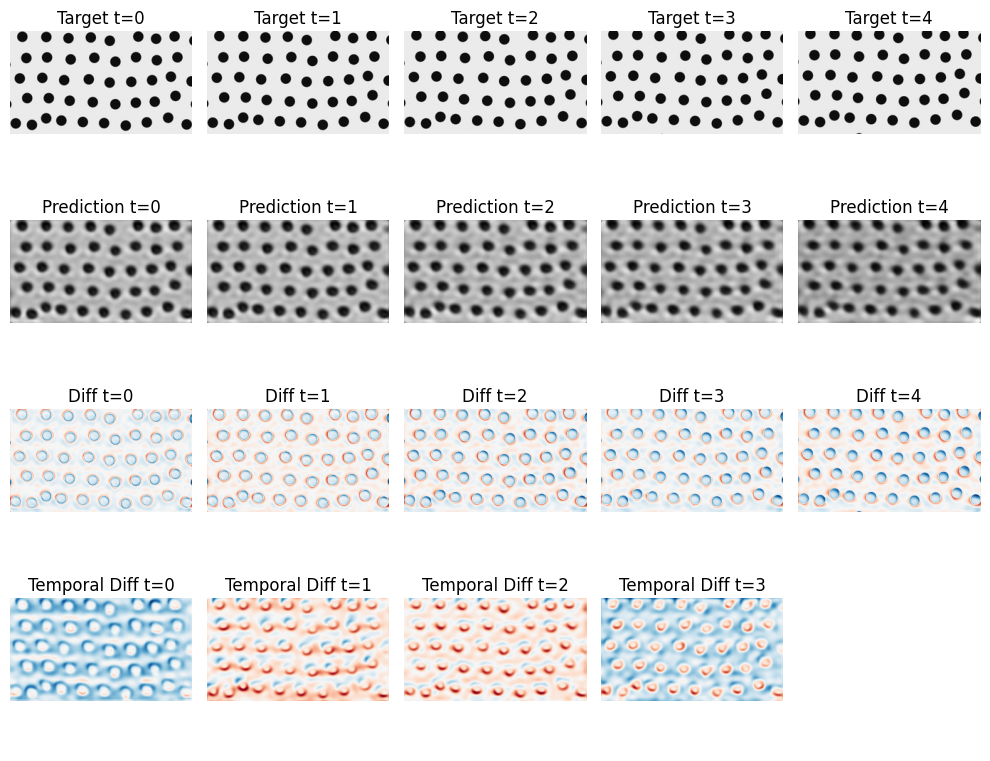 Target t=0 Target t=1 Target t=2 Target t=3 Target t=4
Prediction t=0 Prediction t=1 Prediction t=2 Prediction t=3 Prediction t=4
Diff t=0 Diff t=1 Diff t=2 Diff t=3 Diff t=4
Temporal Diff t=0 Temporal Diff t=1 Temporal Diff t=2 Temporal Diff t=3